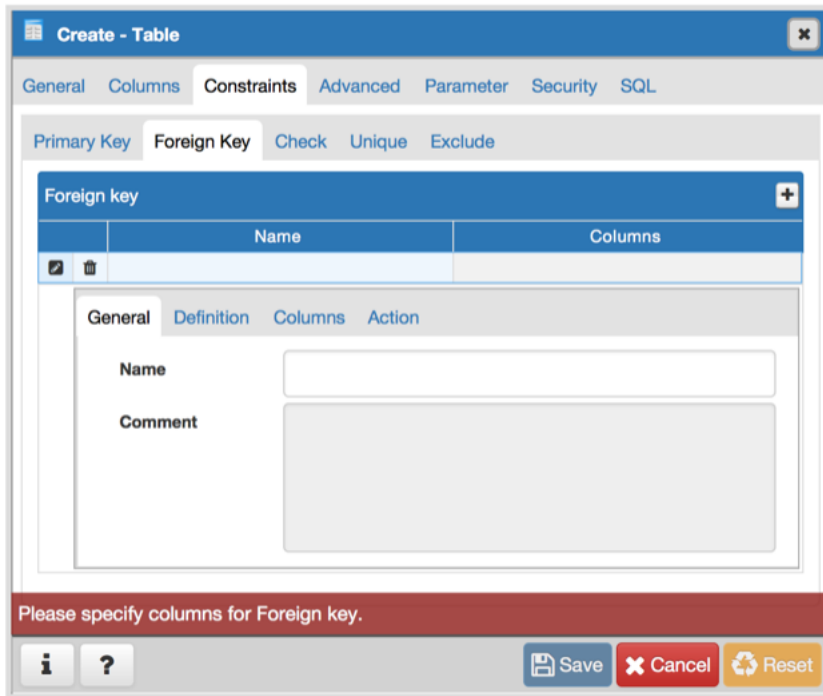 Create - Table
General Columns Constraints Advanced Parameter Security SQL
Primary Key Foreign Key Check Unique Exclude
Foreign key
Name Columns
General Definition Columns Action
Name
Comment
Please specify columns for Foreign key.
i ? Save Cancel Reset